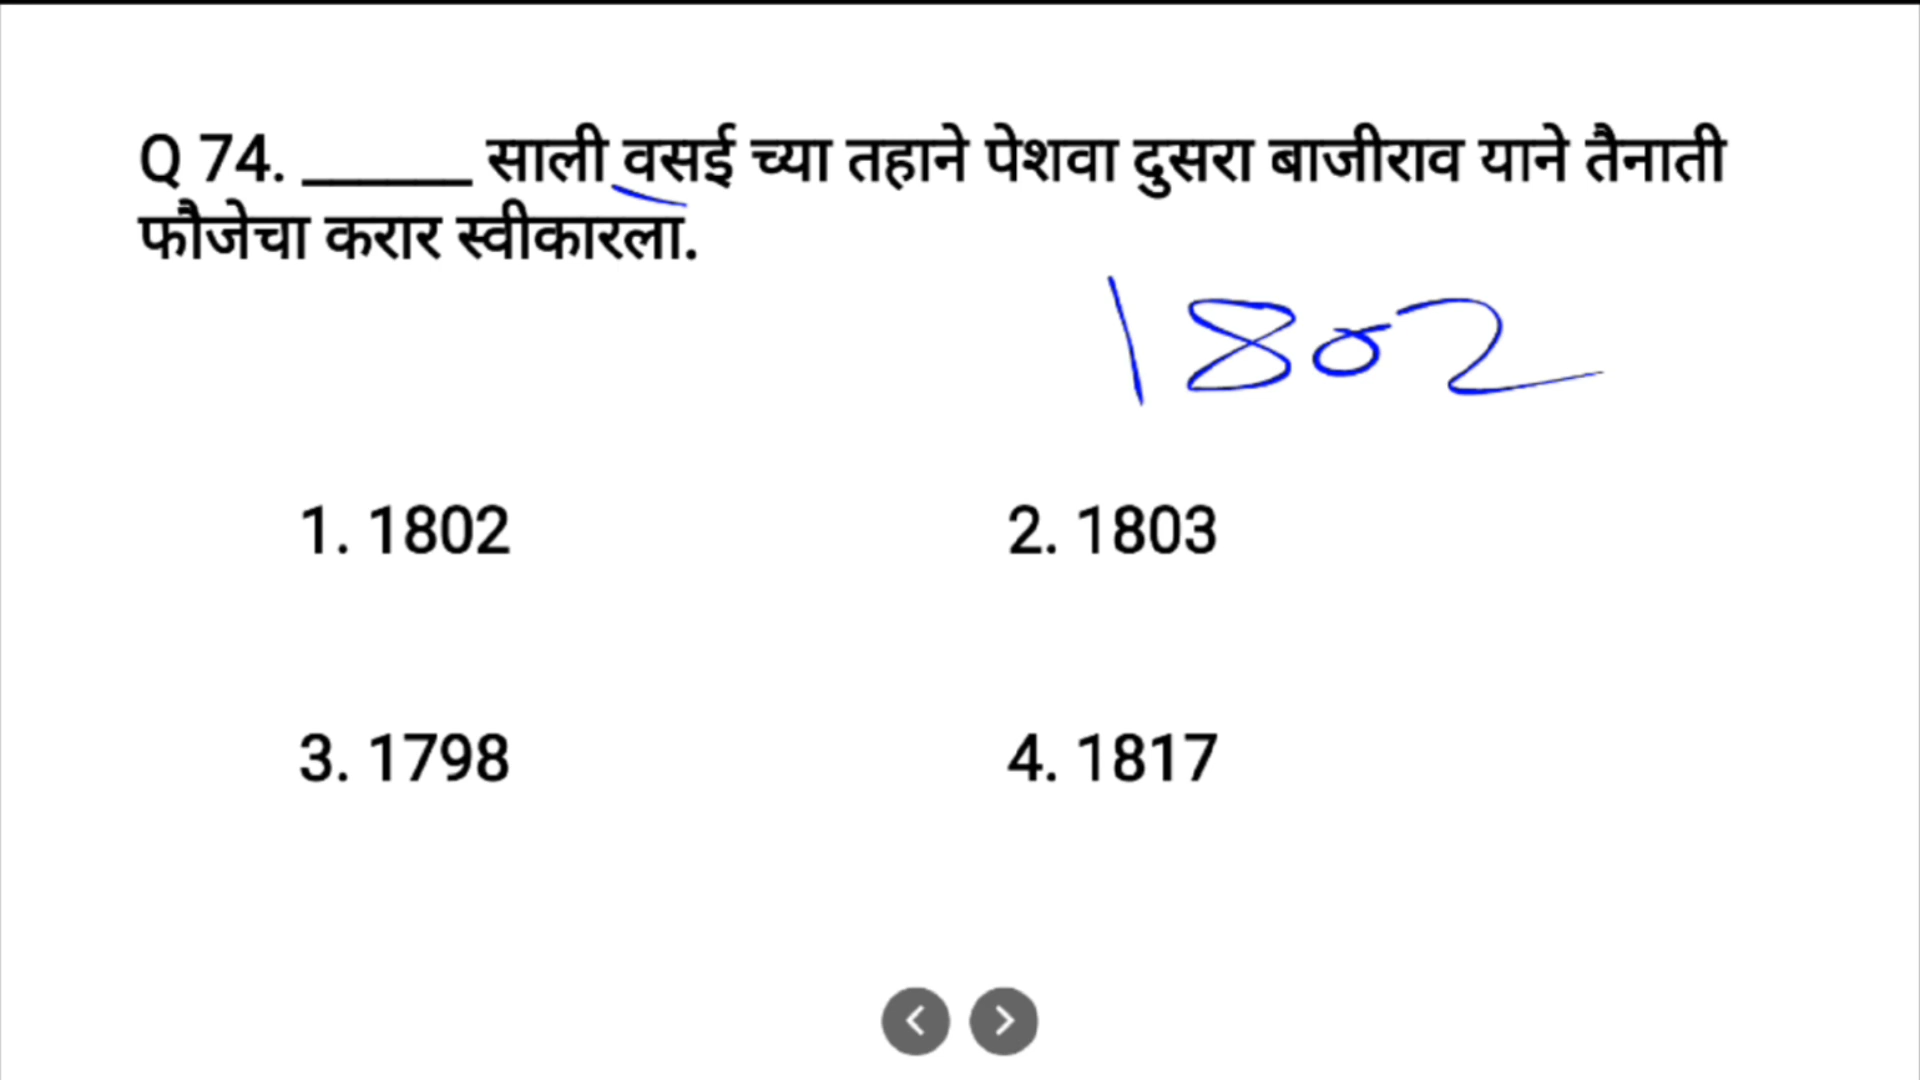 Q 74. ______ साली वसई च्या तहाने पेशवा दुसरा बाजीराव याने तैनाती
फौजेचा करार स्वीकारला.
1802
1. 1802
2. 1803
3. 1798
4. 1817